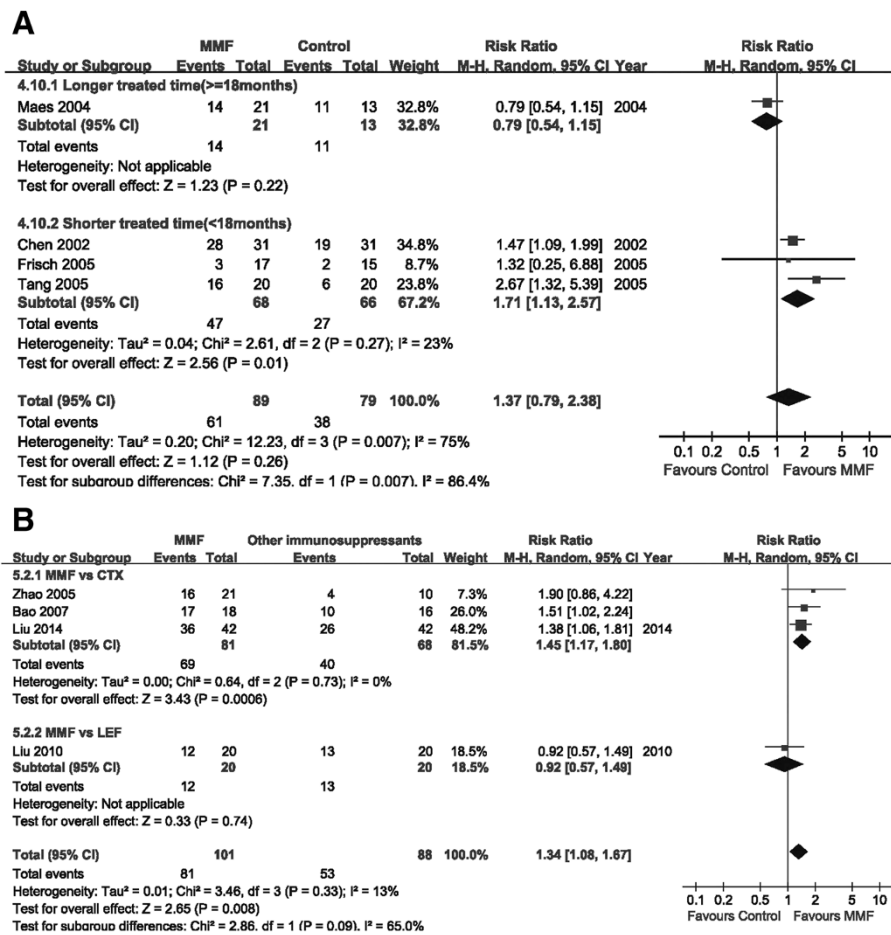 A
MMF Control Risk Ratio Risk Ratio
Study or Subgroup Events Total Events Total Weight M-H, Random, 95% CI Year M-H, Random, 95% CI
4.10.1 Longer treated time(>=18months)
Maes 2004 14 21 11 13 32.8% 0.79 [0.54, 1.15] 2004
Subtotal (95% CI) 21 13 32.8% 0.79 [0.54, 1.15]
Total events 14 11
Heterogeneity: Not applicable
Test for overall effect: Z = 1.23 (P = 0.22)
4.10.2 Shorter treated time(<18months)
Chen 2002 28 31 19 31 34.8% 1.47 [1.09, 1.99] 2002
Frisch 2005 3 17 2 15 8.7% 1.32 [0.25, 6.88] 2005
Tang 2005 16 20 6 20 23.8% 2.67 [1.32, 5.39] 2005
Subtotal (95% CI) 68 66 67.2% 1.71 [1.13, 2.57]
Total events 47 27
Heterogeneity: Tau² = 0.04; Chi² = 2.61, df = 2 (P = 0.27); I² = 23%
Test for overall effect: Z = 2.56 (P = 0.01)
Total (95% CI) 89 79 100.0% 1.37 [0.79, 2.38]
Total events 61 38
Heterogeneity: Tau² = 0.20; Chi² = 12.23, df = 3 (P = 0.007); I² = 75%
Test for overall effect: Z = 1.12 (P = 0.26)
Test for subgroup differences: Chi² = 7.35, df = 1 (P = 0.007), I² = 86.4%
0.1 0.2 0.5 1 2 5 10
Favours Control Favours MMF
B
MMF Other immunosuppressants Risk Ratio Risk Ratio
Study or Subgroup Events Total Events Total Weight M-H, Random, 95% CI Year M-H, Random, 95% CI
5.2.1 MMF vs CTX
Zhao 2005 16 21 4 10 7.3% 1.90 [0.86, 4.22]
Bao 2007 17 18 10 16 26.0% 1.51 [1.02, 2.24]
Liu 2014 36 42 26 42 48.2% 1.38 [1.06, 1.81] 2014
Subtotal (95% CI) 81 68 81.5% 1.45 [1.17, 1.80]
Total events 69 40
Heterogeneity: Tau² = 0.00; Chi² = 0.64, df = 2 (P = 0.73); I² = 0%
Test for overall effect: Z = 3.43 (P = 0.0006)
5.2.2 MMF vs LEF
Liu 2010 12 20 13 20 18.5% 0.92 [0.57, 1.49] 2010
Subtotal (95% CI) 20 20 18.5% 0.92 [0.57, 1.49]
Total events 12 13
Heterogeneity: Not applicable
Test for overall effect: Z = 0.33 (P = 0.74)
Total (95% CI) 101 88 100.0% 1.34 [1.08, 1.67]
Total events 81 53
Heterogeneity: Tau² = 0.01; Chi² = 3.46, df = 3 (P = 0.33); I² = 13%
Test for overall effect: Z = 2.65 (P = 0.008)
Test for subgroup differences: Chi² = 2.86, df = 1 (P = 0.09), I² = 65.0%
0.1 0.2 0.5 1 2 5 10
Favours Control Favours MMF